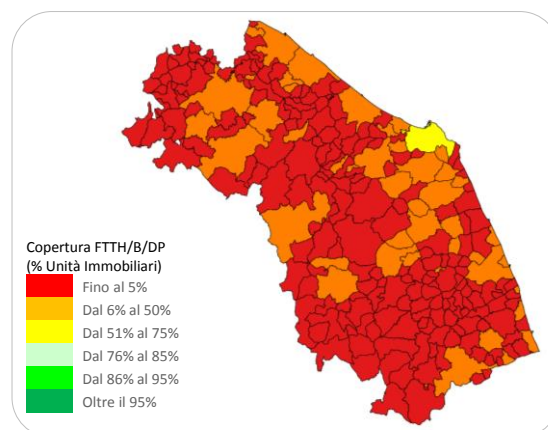 Copertura FTTH/B/DP
(% Unità Immobiliari)
Fino al 5%
Dal 6% al 50%
Dal 51% al 75%
Dal 76% al 85%
Dal 86% al 95%
Oltre il 95%